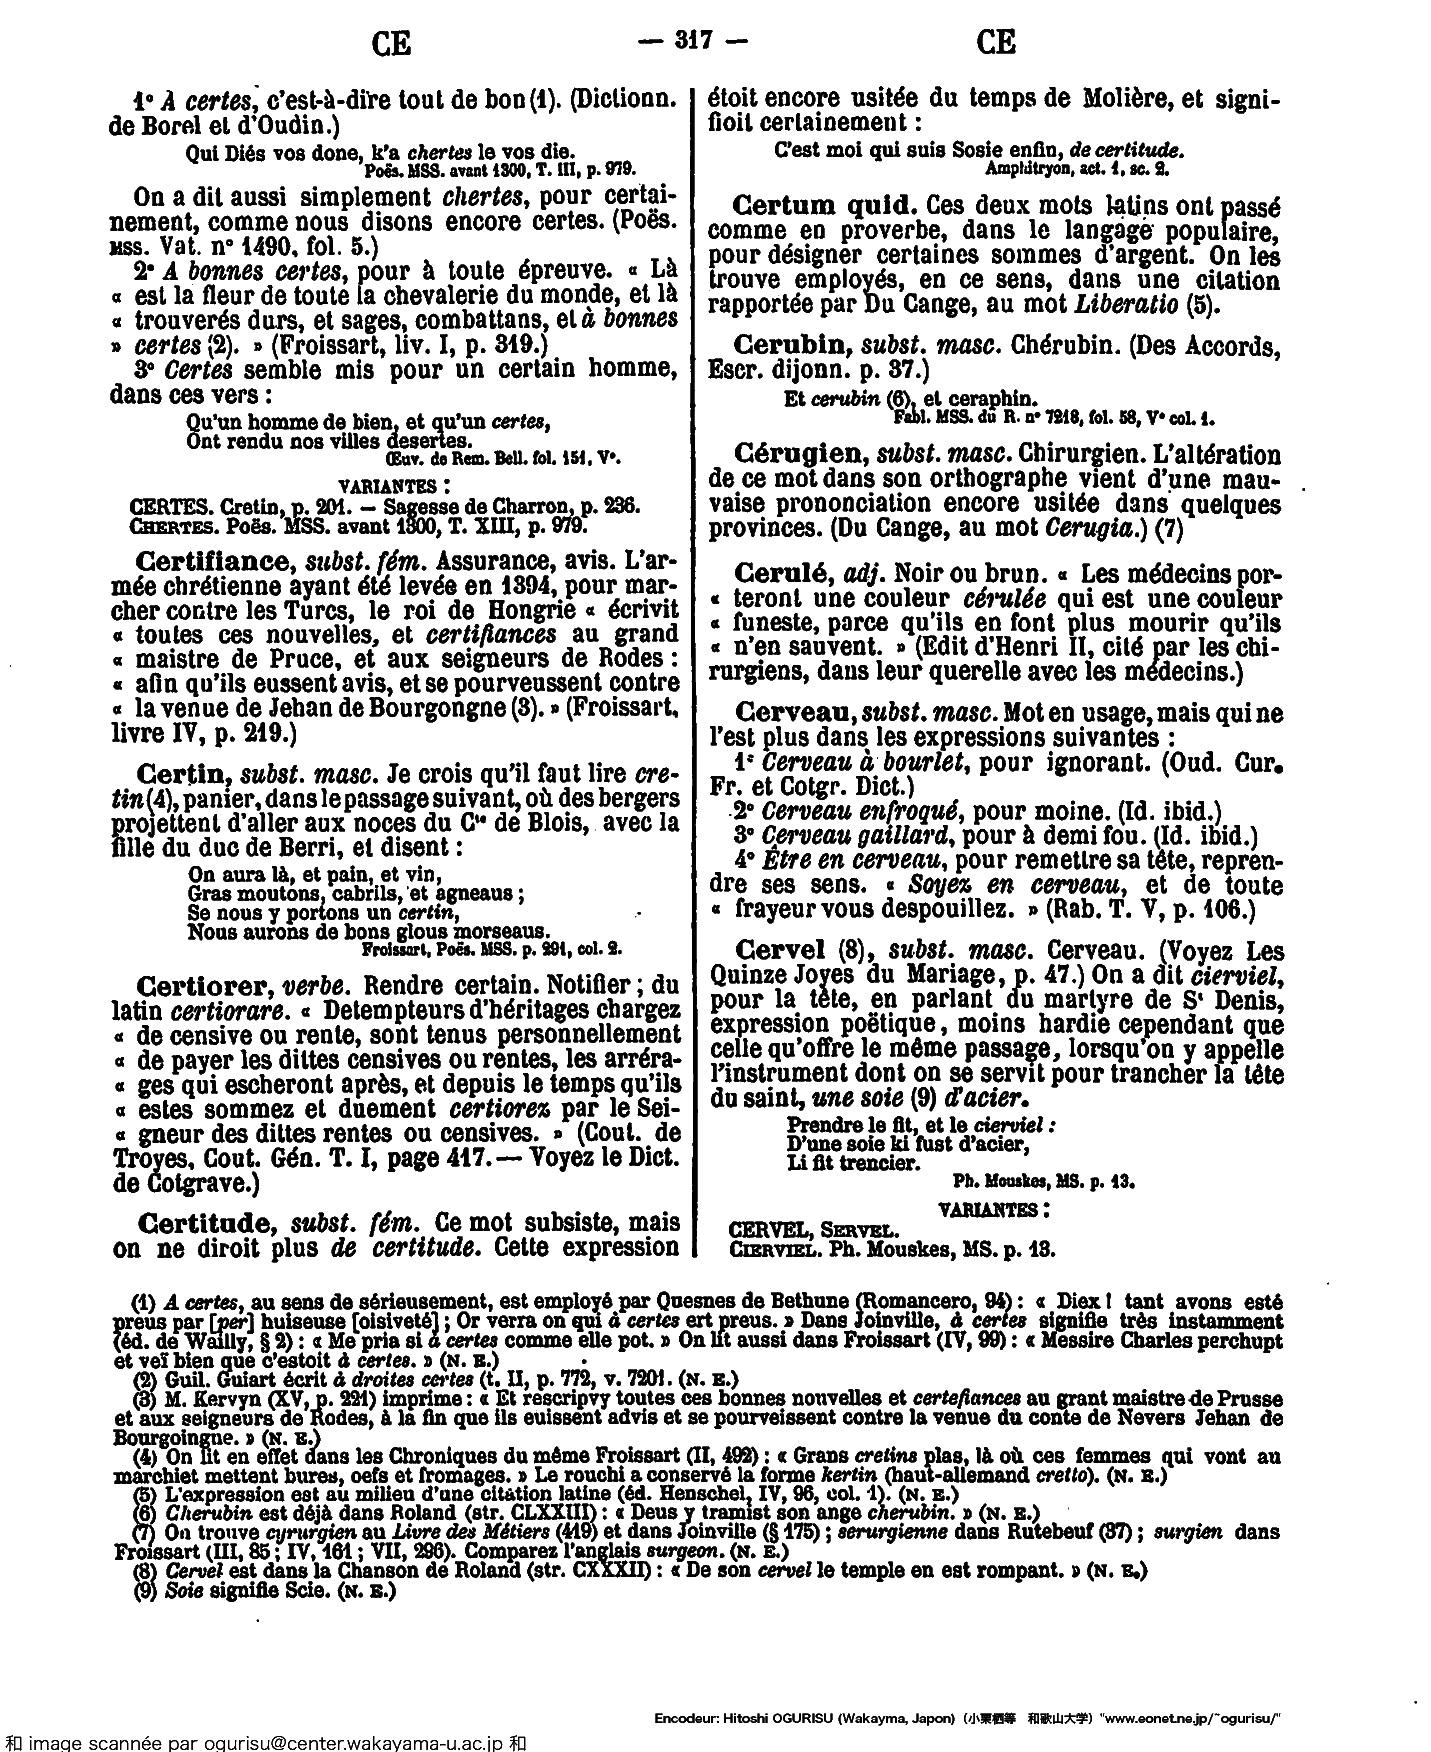 CE — 317 — CE
1° À certes, c'est-à-dire tout de bon (1). (Dictionn.
de Borel et d'Oudin.)
Qui Diés vos done, k'a chertes le vos die.
Poës. MSS. avant 1300, T. III, p. 979.
On a dit aussi simplement chertes, pour certai-
nement, comme nous disons encore certes. (Poës.
MSS. Vat. n° 1490, fol. 5.)
2° A bonnes certes, pour à toute épreuve. « Là
« est la fleur de toute la chevalerie du monde, et là
« trouverés durs, et sages, combattans, et à bonnes
» certes (2). » (Froissart, liv. I, p. 319.)
3° Certes semble mis pour un certain homme,
dans ces vers :
Qu'un homme de bien, et qu'un certes,
Ont rendu nos villes desertes.
Œuv. de Rem. Bell. fol. 151, V°.
VARIANTES :
CERTES. Cretin, p. 201. — Sagesse de Charron, p. 236.
CHERTES. Poës. MSS. avant 1300, T. XIII, p. 979.
Certifiance, subst. fém. Assurance, avis. L'ar-
mée chrétienne ayant été levée en 1394, pour mar-
cher contre les Turcs, le roi de Hongrie « écrivit
« toutes ces nouvelles, et certifiances au grand
« maistre de Pruce, et aux seigneurs de Rodes :
« afin qu'ils eussent avis, et se pourveussent contre
« la venue de Jehan de Bourgongne (3). » (Froissart,
livre IV, p. 219.)
Certin, subst. masc. Je crois qu'il faut lire cre-
tin (4), panier, dans le passage suivant, où des bergers
projettent d'aller aux noces du Cte de Blois, avec la
fille du duc de Berri, et disent :
On aura là, et pain, et vin,
Gras moutons, cabrils, et agneaus ;
Se nous y portons un certin,
Nous aurons de bons glous morseaus.
Froissart, Poës. MSS. p. 291, col. 2.
Certiorer, verbe. Rendre certain. Notifier ; du
latin certiorare. « Detempteurs d'héritages chargez
« de censive ou rente, sont tenus personnellement
« de payer les dittes censives ou rentes, les arréra-
« ges qui escheront après, et depuis le temps qu'ils
« estes sommez et duement certiorez par le Sei-
« gneur des dittes rentes ou censives. » (Cout. de
Troyes, Cout. Gén. T. I, page 417. — Voyez le Dict.
de Cotgrave.)
Certitude, subst. fém. Ce mot subsiste, mais
on ne diroit plus de certitude. Cette expression
étoit encore usitée du temps de Molière, et signi-
fioit certainement :
C'est moi qui suis Sosie enfin, de certitude.
Amphitryon, act. 1, sc. 2.
Certum quid. Ces deux mots latins ont passé
comme en proverbe, dans le langage populaire,
pour désigner certaines sommes d'argent. On les
trouve employés, en ce sens, dans une citation
rapportée par Du Cange, au mot Liberatio (5).
Cerubin, subst. masc. Chérubin. (Des Accords,
Escr. dijonn. p. 37.)
Et cerubin (6), et ceraphin.
Fabl. MSS. du R. n° 7218, fol. 58, V° col. 1.
Cérugien, subst. masc. Chirurgien. L'altération
de ce mot dans son orthographe vient d'une mau-
vaise prononciation encore usitée dans quelques
provinces. (Du Cange, au mot Cerugia.) (7)
Cerulé, adj. Noir ou brun. « Les médecins por-
« teront une couleur cérulée qui est une couleur
« funeste, parce qu'ils en font plus mourir qu'ils
« n'en sauvent. » (Edit d'Henri II, cité par les chi-
rurgiens, dans leur querelle avec les médecins.)
Cerveau, subst. masc. Mot en usage, mais qui ne
l'est plus dans les expressions suivantes :
1° Cerveau à bourlet, pour ignorant. (Oud. Cur.
Fr. et Cotgr. Dict.)
2° Cerveau enfroqué, pour moine. (Id. ibid.)
3° Cerveau gaillard, pour à demi fou. (Id. ibid.)
4° Être en cerveau, pour remettre sa tête, repren-
dre ses sens. « Soyez en cerveau, et de toute
« frayeur vous despouillez. » (Rab. T. V, p. 106.)
Cervel (8), subst. masc. Cerveau. (Voyez Les
Quinze Joyes du Mariage, p. 47.) On a dit cierviel,
pour la tête, en parlant du martyre de St Denis,
expression poëtique, moins hardie cependant que
celle qu'offre le même passage, lorsqu'on y appelle
l'instrument dont on se servit pour trancher la tête
du saint, une soie (9) d'acier.
Prendre le fit, et le cierviel :
D'une soie ki fust d'acier,
Li fit trencier.
Ph. Mouskes, MS. p. 13.
VARIANTES :
CERVEL, SERVEL.
CIERVIEL. Ph. Mouskes, MS. p. 13.
(1) A certes, au sens de sérieusement, est employé par Quesnes de Bethune (Romancero, 94) : « Diex ! tant avons esté
preus par [per] huiseuse [oisiveté] ; Or verra on qui à certes ert preus. » Dans Joinville, à certes signifie très instamment
(éd. de Wailly, § 2) : « Me pria si à certes comme elle pot. » On lit aussi dans Froissart (IV, 99) : « Messire Charles perchupt
et veï bien que c'estoit à certes. » (N. E.)
(2) Guil. Guiart écrit à droites certes (t. II, p. 772, v. 7201. (N. E.)
(3) M. Kervyn (XV, p. 221) imprime : « Et rescripvy toutes ces bonnes nouvelles et certefiances au grant maistre de Prusse
et aux seigneurs de Rodes, à la fin que ils euissent advis et se pourveissent contre la venue du conte de Nevers Jehan de
Bourgoingne. » (N. E.)
(4) On lit en effet dans les Chroniques du même Froissart (II, 492) : « Grans cretins plas, là où ces femmes qui vont au
marchiet mettent bures, oefs et fromages. » Le rouchi a conservé la forme kertin (haut-allemand cretto). (N. E.)
(5) L'expression est au milieu d'une citation latine (éd. Henschel, IV, 96, col. 1). (N. E.)
(6) Cherubin est déjà dans Roland (str. CLXXIII) : « Deus y tramist son ange cherubin. » (N. E.)
(7) On trouve cyrurgien au Livre des Métiers (419) et dans Joinville (§ 175) ; serurgienne dans Rutebeuf (37) ; surgien dans
Froissart (III, 85 ; IV, 161 ; VII, 296). Comparez l'anglais surgeon. (N. E.)
(8) Cervel est dans la Chanson de Roland (str. CXXXII) : « De son cervel le temple en est rompant. » (N. E.)
(9) Soie signifie Scie. (N. E.)
Encodeur: Hitoshi OGURISU (Wakayma, Japon) (小栗栖等 和歌山大学) "www.eonet.ne.jp/~ogurisu/"
和 image scannée par ogurisu@center.wakayama-u.ac.jp 和